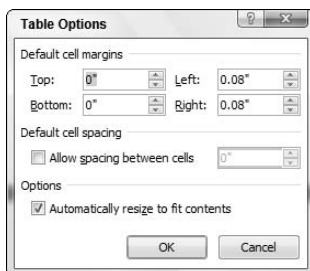 Table Options
Default cell margins
Top: 0" Left: 0.08"
Bottom: 0" Right: 0.08"
Default cell spacing
Allow spacing between cells 0"
Options
Automatically resize to fit contents
OK Cancel